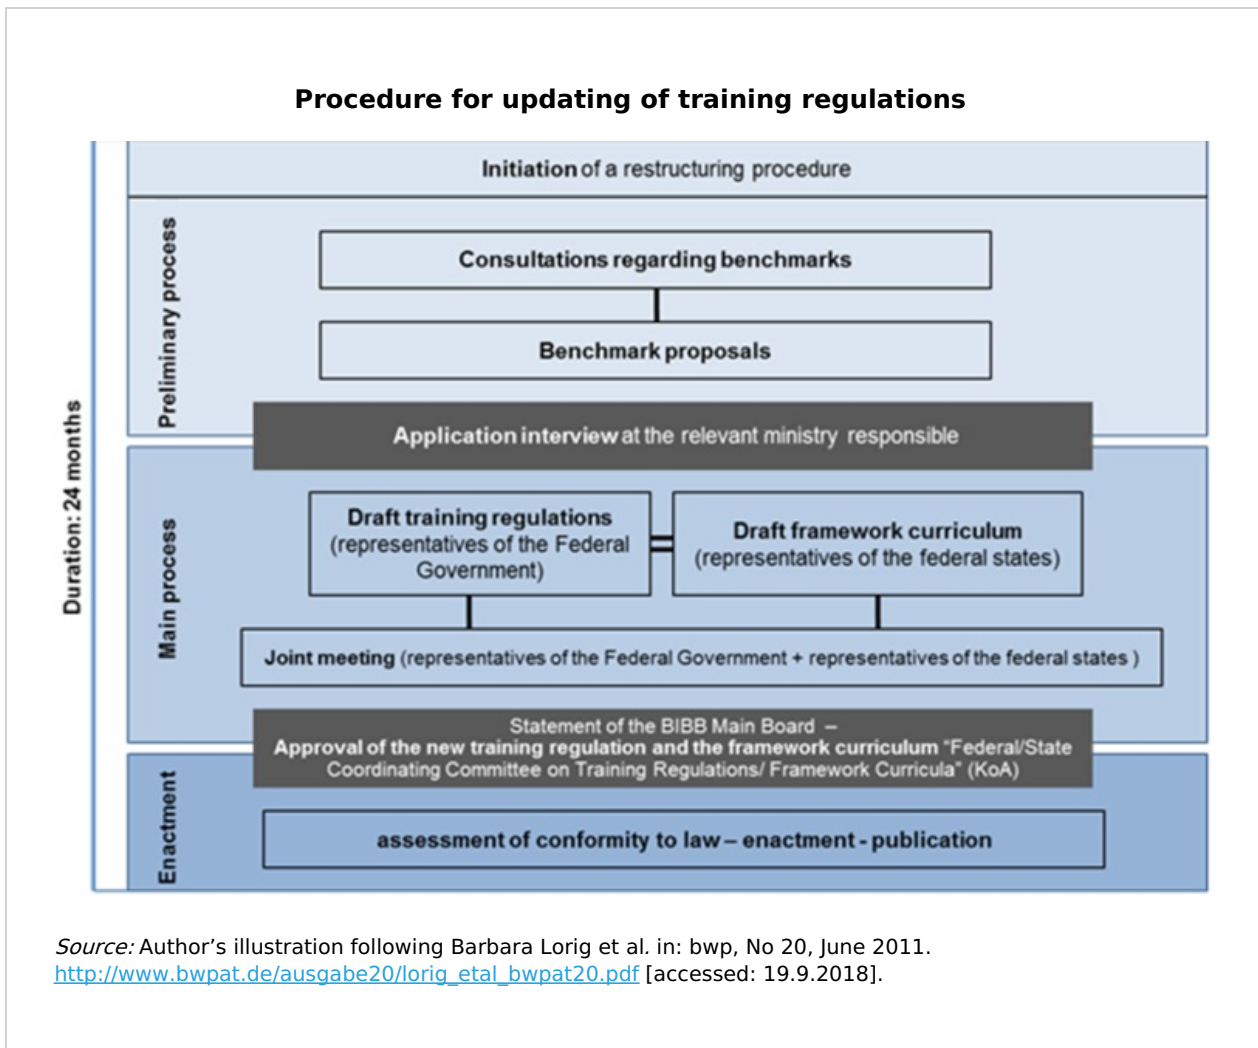 Procedure for updating of training regulations
Initiation of a restructuring procedure
Duration: 24 months
Preliminary process
Consultations regarding benchmarks
Benchmark proposals
Application interview at the relevant ministry responsible
Main process
Draft training regulations
(representatives of the Federal
Government)
Draft framework curriculum
(representatives of the federal states)
Joint meeting (representatives of the Federal Government + representatives of the federal states )
Statement of the BIBB Main Board –
Approval of the new training regulation and the framework curriculum "Federal/State
Coordinating Committee on Training Regulations/ Framework Curricula" (KoA)
Enactment
assessment of conformity to law – enactment - publication
Source: Author’s illustration following Barbara Lorig et al. in: bwp, No 20, June 2011.
http://www.bwpat.de/ausgabe20/lorig_etal_bwpat20.pdf [accessed: 19.9.2018].